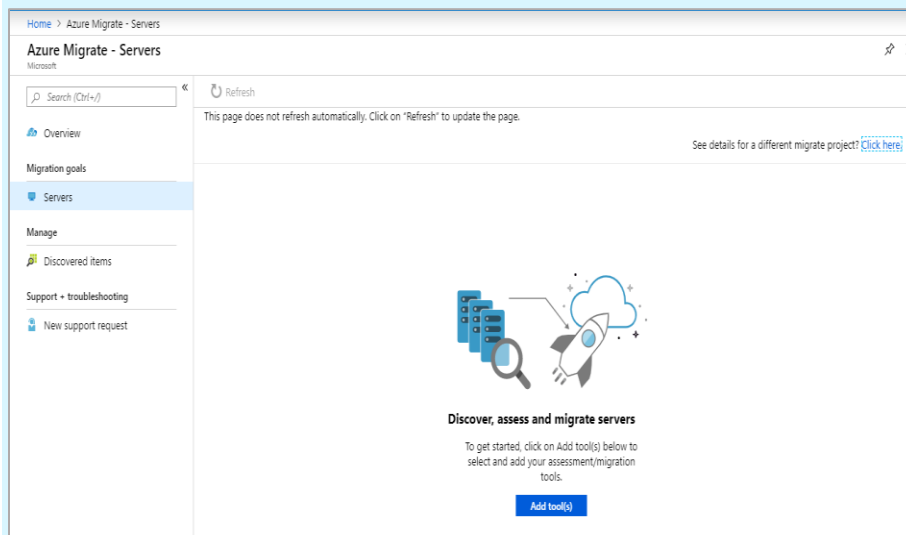 Home > Azure Migrate - Servers
Azure Migrate - Servers
Microsoft
Search (Ctrl+/)
«
Refresh
This page does not refresh automatically. Click on "Refresh" to update the page.
See details for a different migrate project? Click here.
Overview
Migration goals
Servers
Manage
Discovered items
Support + troubleshooting
New support request
Discover, assess and migrate servers
To get started, click on Add tool(s) below to
select and add your assessment/migration
tools.
Add tool(s)